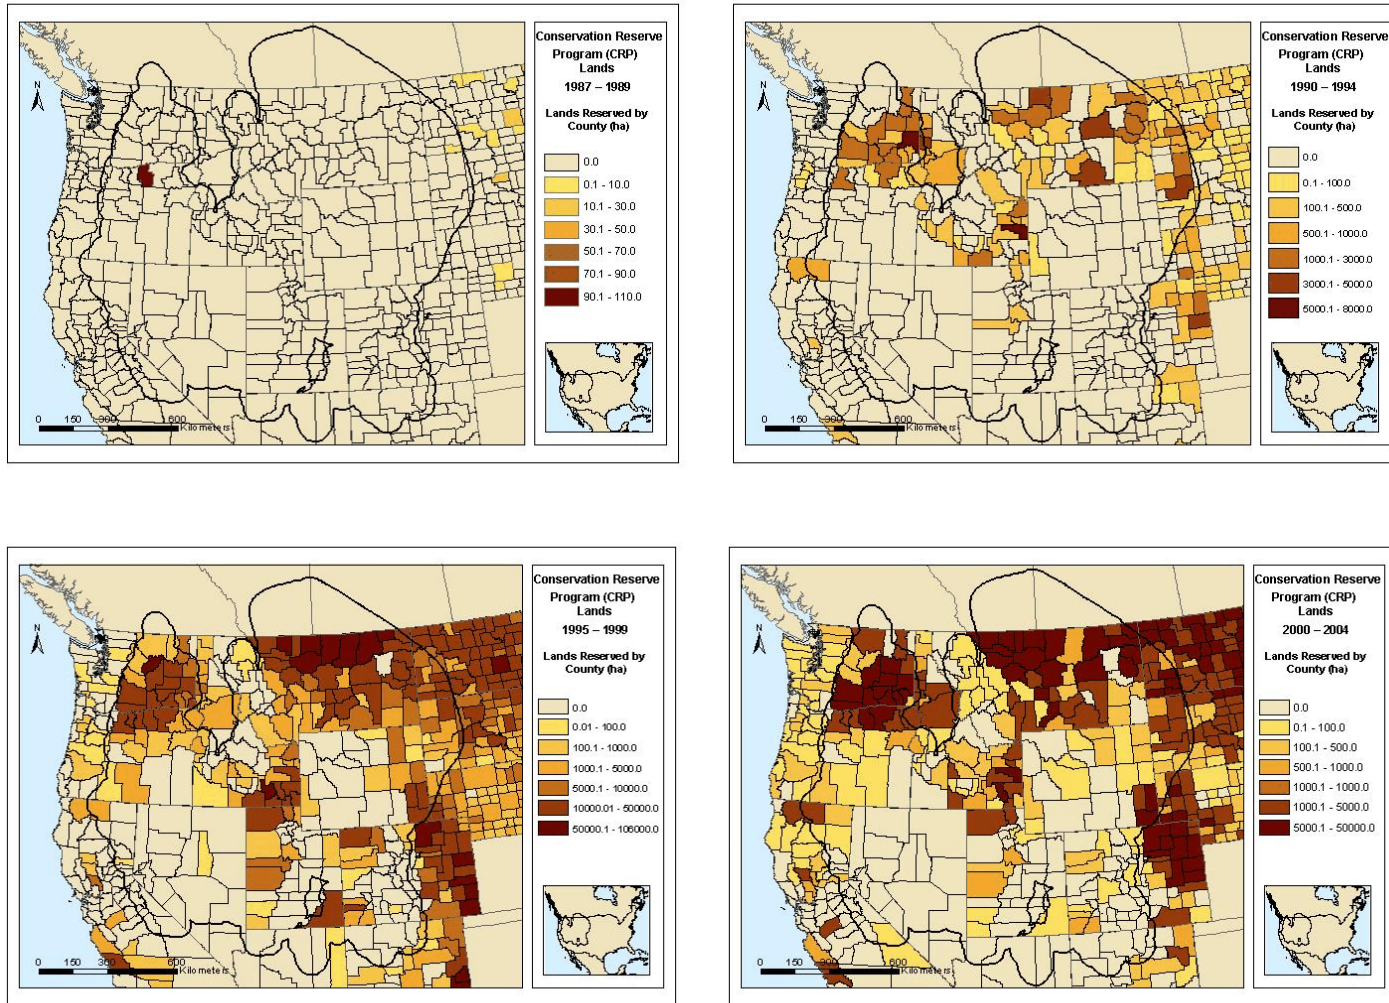 Conservation Reserve
Program (CRP)
Lands
1987 – 1989
Lands Reserved by
County (ha)
0.0
0.1 - 10.0
10.1 - 30.0
30.1 - 50.0
50.1 - 70.0
70.1 - 90.0
90.1 - 110.0
N
0 150 300 600
Kilometers
Conservation Reserve
Program (CRP)
Lands
1990 – 1994
Lands Reserved by
County (ha)
0.0
0.1 - 100.0
100.1 - 500.0
500.1 - 1000.0
1000.1 - 3000.0
3000.1 - 5000.0
5000.1 - 8000.0
N
0 150 300 600
Kilometers
Conservation Reserve
Program (CRP)
Lands
1995 – 1999
Lands Reserved by
County (ha)
0.0
0.01 - 100.0
100.1 - 1000.0
1000.1 - 5000.0
5000.1 - 10000.0
10000.01 - 50000.0
50000.1 - 106000.0
N
0 150 300 600
Kilometers
Conservation Reserve
Program (CRP)
Lands
2000 – 2004
Lands Reserved by
County (ha)
0.0
0.1 - 100.0
100.1 - 500.0
500.1 - 1000.0
1000.1 - 1000.0
1000.1 - 5000.0
5000.1 - 50000.0
N
0 150 300 600
Kilometers